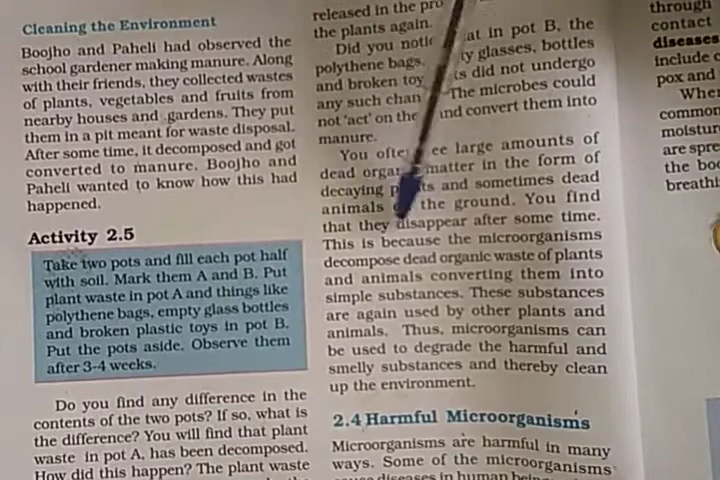 Cleaning the Environment
Boojho and Paheli had observed the
school gardener making manure. Along
with their friends, they collected wastes
of plants, vegetables and fruits from
nearby houses and gardens. They put
them in a pit meant for waste disposal.
After some time, it decomposed and got
converted to manure. Boojho and
Paheli wanted to know how this had
happened.
Activity 2.5
Take two pots and fill each pot half
with soil. Mark them A and B. Put
plant waste in pot A and things like
polythene bags, empty glass bottles
and broken plastic toys in pot B.
Put the pots aside. Observe them
after 3-4 weeks.
Do you find any difference in the
contents of the two pots? If so, what is
the difference? You will find that plant
waste in pot A, has been decomposed.
How did this happen? The plant waste
released in the
the plants again.
Did you in pot B, the
polythene bags, glasses, bottles
and broken did not undergo
any such The microbes could
not 'act' on and convert them into
manure.
You large amounts of
dead matter in the form of
decaying and sometimes dead
animals the ground. You find
that they disappear after some time.
This is because the microorganisms
decompose dead organic waste of plants
and animals converting them into
simple substances. These substances
are again used by other plants and
animals. Thus, microorganisms can
be used to degrade the harmful and
smelly substances and thereby clean
up the environment.
2.4 Harmful Microorganisms
Microorganisms are harmful in many
ways. Some of the microorganisms
diseases in human
through
contact
diseases
include
pox and
common
are spre
the